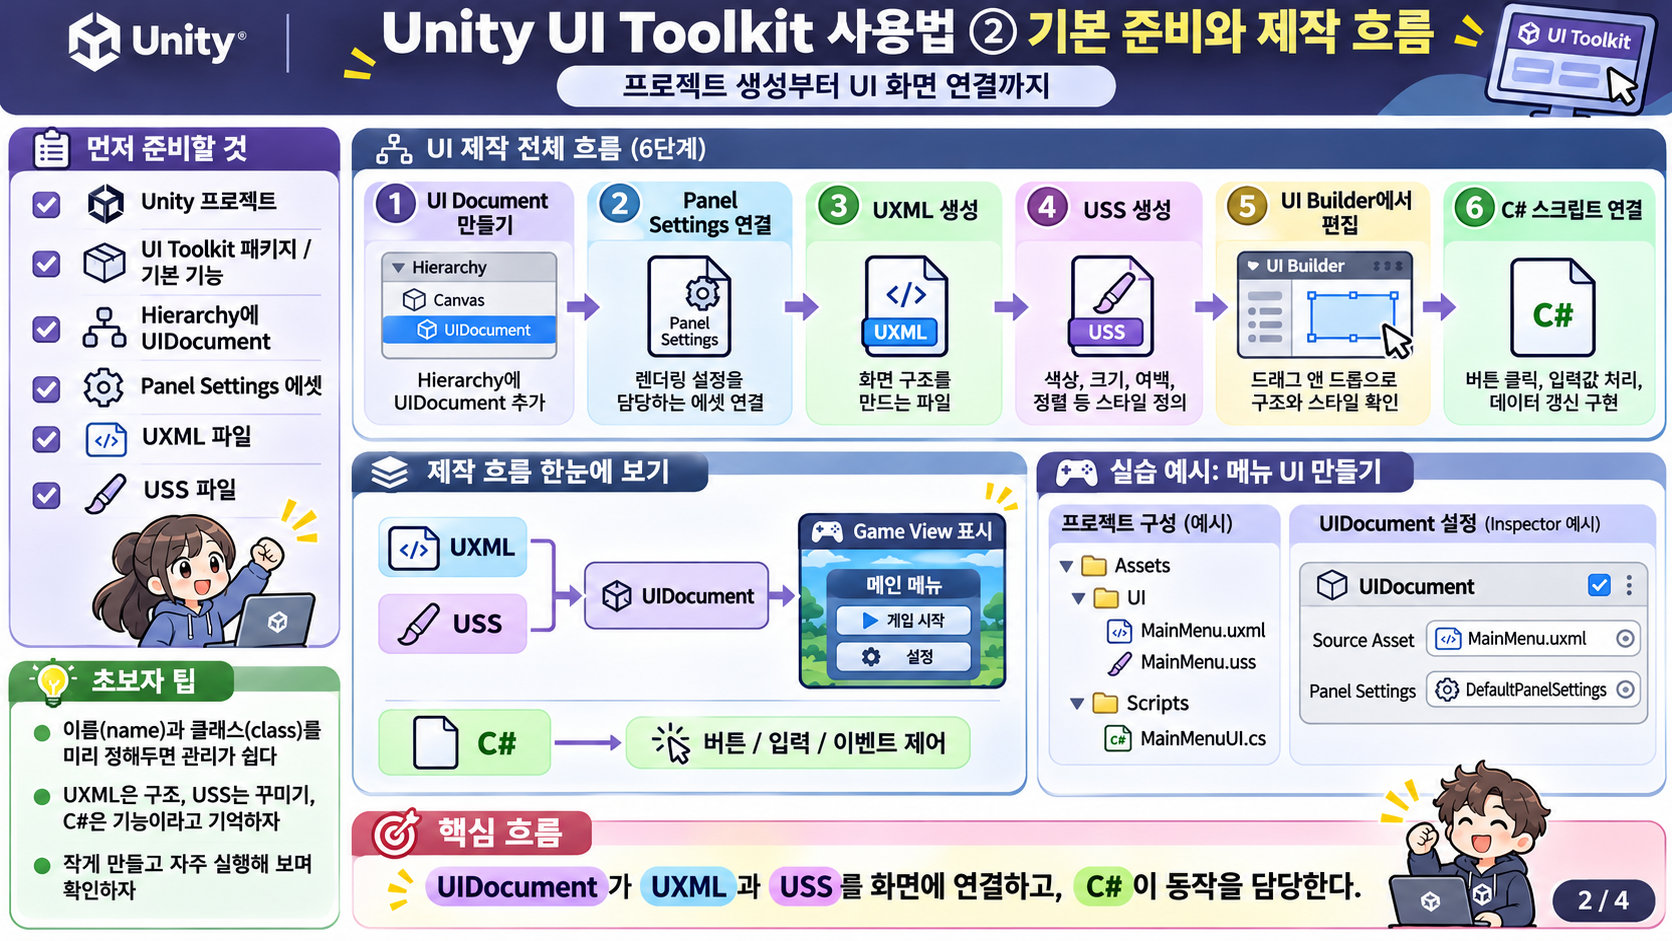 Unity®
Unity UI Toolkit 사용법 ② 기본 준비와 제작 흐름
프로젝트 생성부터 UI 화면 연결까지
UI Toolkit
먼저 준비할 것
Unity 프로젝트
UI Toolkit 패키지 /
기본 기능
Hierarchy에
UIDocument
Panel Settings 에셋
UXML 파일
USS 파일
초보자 팁
이름(name)과 클래스(class)를
미리 정해두면 관리가 쉽다
UXML은 구조, USS는 꾸미기,
C#은 기능이라고 기억하자
작게 만들고 자주 실행해 보며
확인하자
UI 제작 전체 흐름 (6단계)
1 UI Document
만들기
Hierarchy
Canvas
UIDocument
Hierarchy에
UIDocument 추가
2 Panel
Settings 연결
Panel
Settings
렌더링 설정을
담당하는 에셋 연결
3 UXML 생성
</>
UXML
화면 구조를
만드는 파일
4 USS 생성
USS
색상, 크기, 여백,
정렬 등 스타일 정의
5 UI Builder에서
편집
UI Builder
드래그 앤 드롭으로
구조와 스타일 확인
6 C# 스크립트 연결
C#
버튼 클릭, 입력값 처리,
데이터 갱신 구현
제작 흐름 한눈에 보기
</> UXML
USS
UIDocument
Game View 표시
메인 메뉴
게임 시작
설정
C#
버튼 / 입력 / 이벤트 제어
실습 예시: 메뉴 UI 만들기
프로젝트 구성 (예시)
Assets
UI
MainMenu.uxml
MainMenu.uss
Scripts
C# MainMenuUI.cs
UIDocument 설정 (Inspector 예시)
UIDocument
Source Asset MainMenu.uxml
Panel Settings DefaultPanelSettings
핵심 흐름
UIDocument가 UXML과 USS를 화면에 연결하고, C#이 동작을 담당한다.
2 / 4